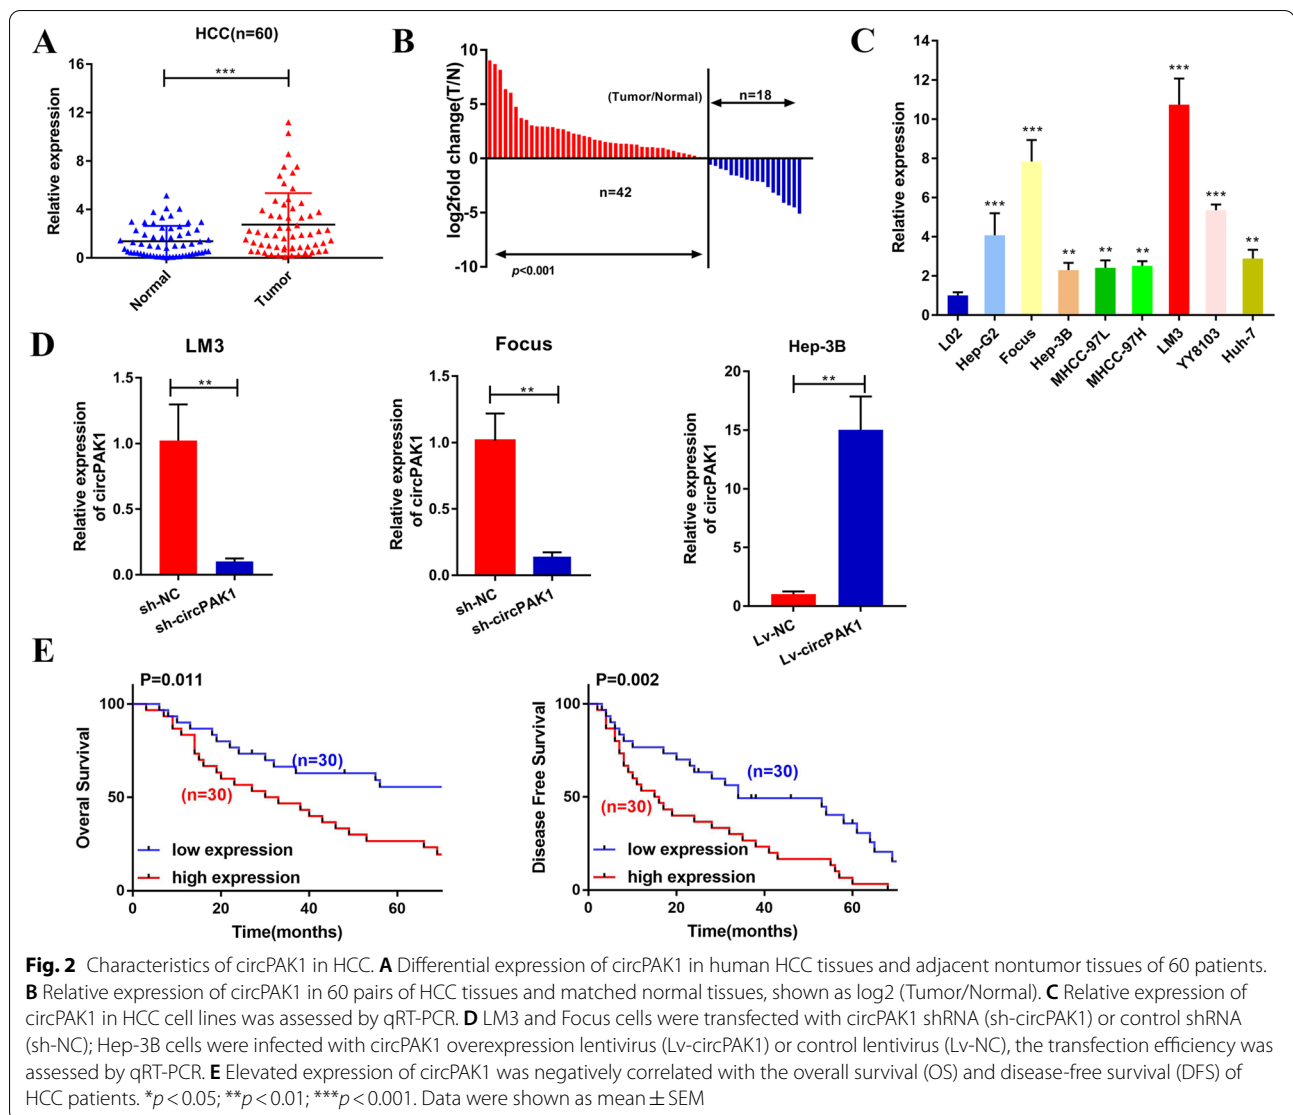 A
HCC(n=60)
Relative expression
16
12
8
4
0
***
Normal
Tumor
B
log2fold change(T/N)
10
5
0
-5
-10
(Tumor/Normal)
n=18
n=42
p<0.001
C
Relative expression
14
12
10
8
6
4
2
0
***
***
**
**
**
***
***
**
L02
Hep-G2
Focus
Hep-3B
MHCC-97L
MHCC-97H
LM3
YY8103
Huh-7
D
LM3
Relative expression
of circPAK1
1.5
1.0
0.5
0.0
**
sh-NC
sh-circPAK1
Focus
Relative expression
of circPAK1
1.5
1.0
0.5
0.0
**
sh-NC
sh-circPAK1
Hep-3B
Relative expression
of circPAK1
20
15
10
5
0
**
Lv-NC
Lv-circPAK1
E
P=0.011
Overal Survival
100
50
0
(n=30)
(n=30)
low expression
high expression
0 20 40 60
Time(months)
P=0.002
Disease Free Survival
100
50
0
(n=30)
(n=30)
low expression
high expression
0 20 40 60
Time(months)
Fig. 2 Characteristics of circPAK1 in HCC. A Differential expression of circPAK1 in human HCC tissues and adjacent nontumor tissues of 60 patients.
B Relative expression of circPAK1 in 60 pairs of HCC tissues and matched normal tissues, shown as log2 (Tumor/Normal). C Relative expression of
circPAK1 in HCC cell lines was assessed by qRT-PCR. D LM3 and Focus cells were transfected with circPAK1 shRNA (sh-circPAK1) or control shRNA
(sh-NC); Hep-3B cells were infected with circPAK1 overexpression lentivirus (Lv-circPAK1) or control lentivirus (Lv-NC), the transfection efficiency was
assessed by qRT-PCR. E Elevated expression of circPAK1 was negatively correlated with the overall survival (OS) and disease-free survival (DFS) of
HCC patients. *p < 0.05; **p < 0.01; ***p < 0.001. Data were shown as mean ± SEM